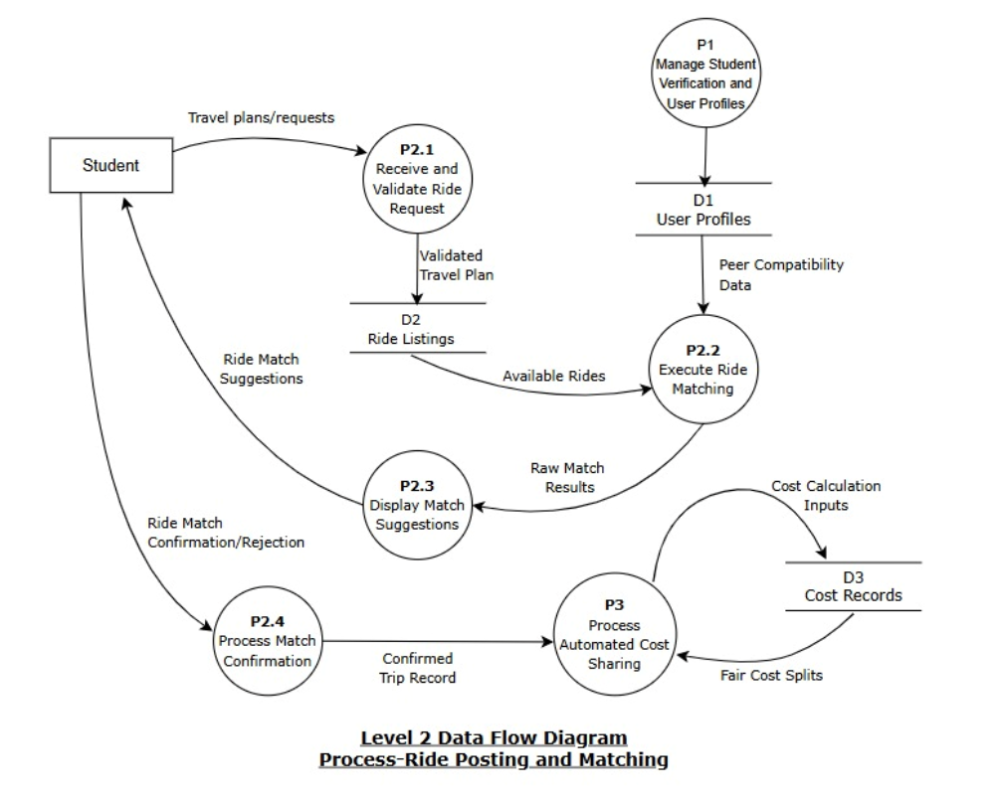 P1
Manage Student
Verification and
User Profiles
Travel plans/requests
Student
P2.1
Receive and
Validate Ride
Request
D1
User Profiles
Validated
Travel Plan
Peer Compatibility
Data
D2
Ride Listings
P2.2
Execute Ride
Matching
Ride Match
Suggestions
Available Rides
Raw Match
Results
P2.3
Display Match
Suggestions
Cost Calculation
Inputs
Ride Match
Confirmation/Rejection
D3
Cost Records
P2.4
Process Match
Confirmation
P3
Process
Automated Cost
Sharing
Confirmed
Trip Record
Fair Cost Splits
Level 2 Data Flow Diagram
Process-Ride Posting and Matching